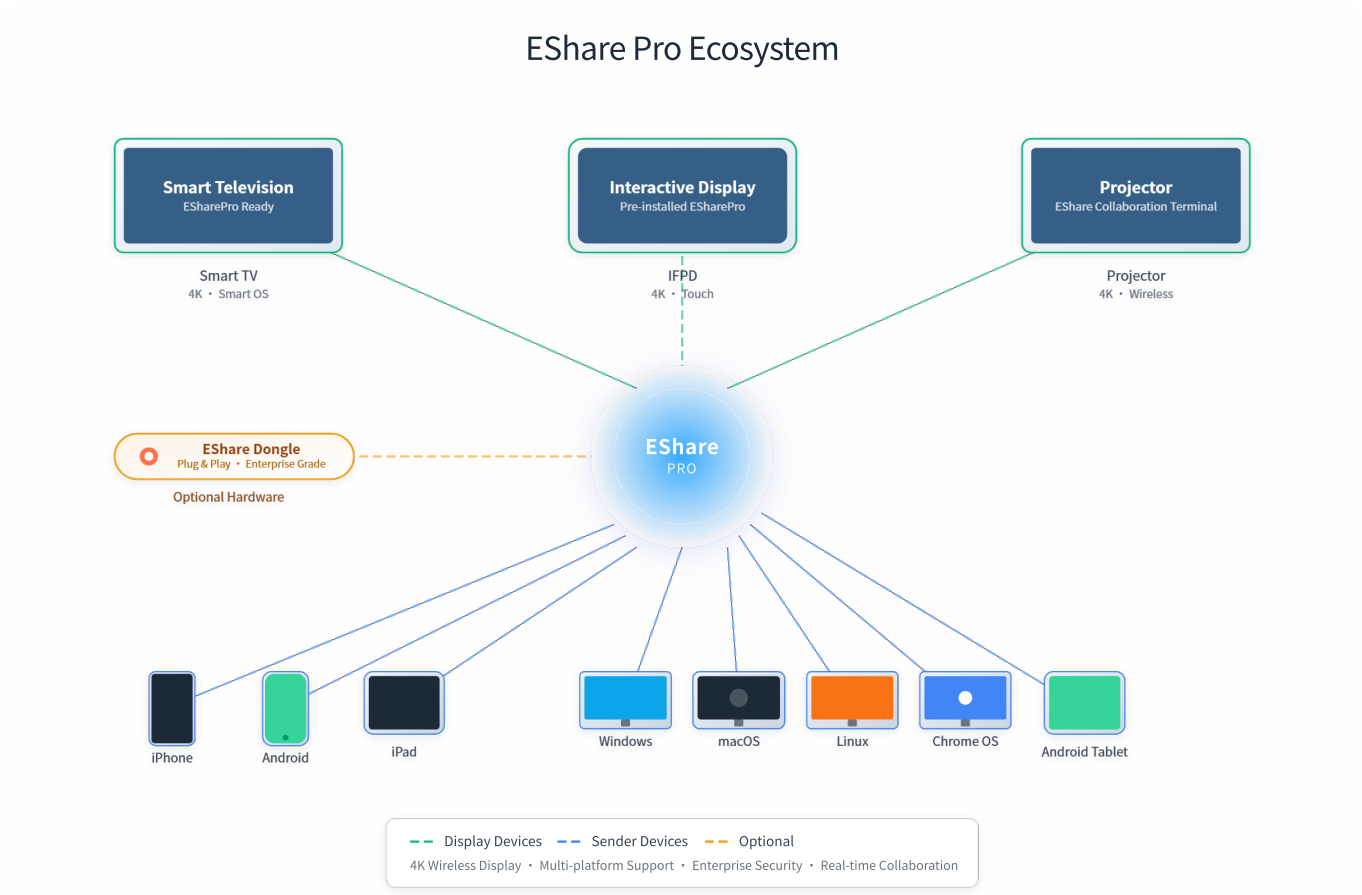 EShare Pro Ecosystem
Smart Television
ESharePro Ready
Interactive Display
Pre-installed ESharePro
Projector
EShare Collaboration Terminal
Smart TV
4K • Smart OS
IFPD
4K • Touch
Projector
4K • Wireless
EShare
PRO
EShare Dongle
Plug & Play • Enterprise Grade
Optional Hardware
iPhone
Android
iPad
Windows
macOS
Linux
Chrome OS
Android Tablet
Display Devices
Sender Devices
Optional
4K Wireless Display • Multi-platform Support • Enterprise Security • Real-time Collaboration